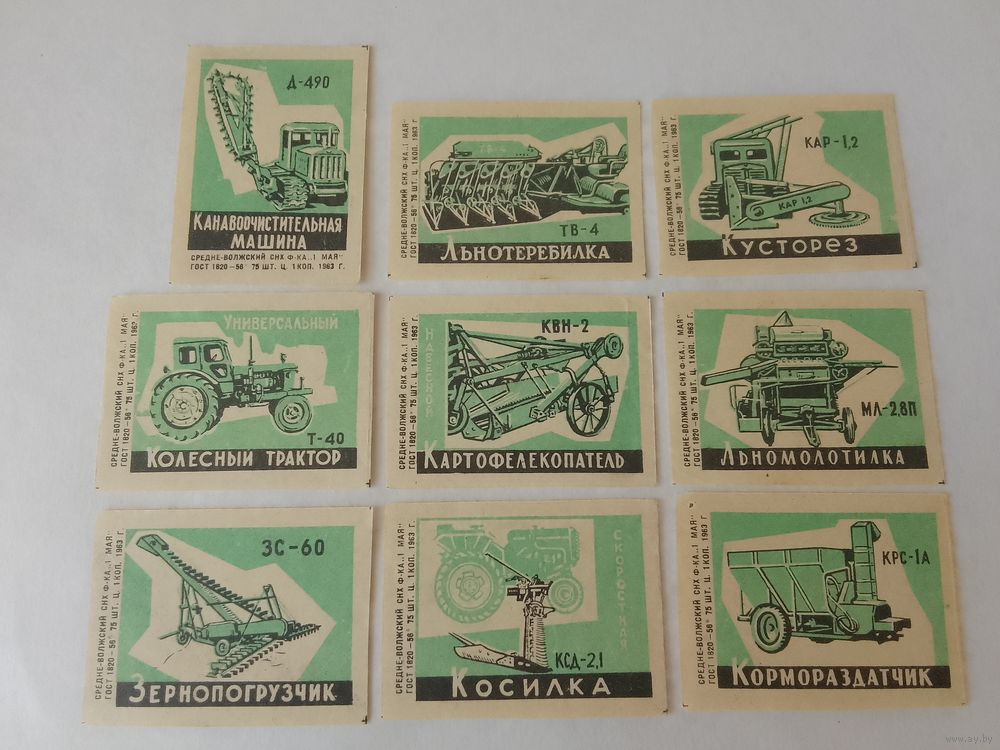 Д-490
КАНАВООЧИСТИТЕЛЬНАЯ
МАШИНА
СРЕДНЕ-ВОЛЖСКИЙ СНХ Ф-КА „1 МАЯ"
ГОСТ 1820-56° 75 ШТ. Ц. 1 КОП. 1963 Г.
СРЕДНЕ-ВОЛЖСКИЙ СНХ Ф-КА „1 МАЯ"
ГОСТ 1820-56° 75 ШТ. Ц. 1 КОП. 1963 Г.
ТВ-4
ТВ-4
ЛЬНОТЕРЕБИЛКА
СРЕДНЕ-ВОЛЖСКИЙ СНХ Ф-КА „1 МАЯ"
ГОСТ 1820-56° 75 ШТ. Ц. 1 КОП. 1963 Г.
КАР-1,2
КАР 1,2
КУСТОРЕЗ
СРЕДНЕ-ВОЛЖСКИЙ СНХ Ф-КА „1 МАЯ"
ГОСТ 1820-56° 75 ШТ. Ц. 1 КОП. 1963 Г.
УНИВЕРСАЛЬНЫЙ
Т-40
КОЛЕСНЫЙ ТРАКТОР
СРЕДНЕ-ВОЛЖСКИЙ СНХ Ф-КА „1 МАЯ"
ГОСТ 1820-56° 75 ШТ. Ц. 1 КОП. 1963 Г.
НАВЕСНОЙ
КВН-2
КАРТОФЕЛЕКОПАТЕЛЬ
СРЕДНЕ-ВОЛЖСКИЙ СНХ Ф-КА „1 МАЯ"
ГОСТ 1820-56° 75 ШТ. Ц. 1 КОП. 1963 Г.
МЛ-2,8П
ЛЬНОМОЛОТИЛКА
СРЕДНЕ-ВОЛЖСКИЙ СНХ Ф-КА „1 МАЯ"
ГОСТ 1820-56° 75 ШТ. Ц. 1 КОП. 1963 Г.
ЗС-60
ЗЕРНОПОГРУЗЧИК
СРЕДНЕ-ВОЛЖСКИЙ СНХ Ф-КА „1 МАЯ"
ГОСТ 1820-56° 75 ШТ. Ц. 1 КОП. 1963 Г.
СКОРОСТНАЯ
КСД-2,1
КОСИЛКА
СРЕДНЕ-ВОЛЖСКИЙ СНХ Ф-КА „1 МАЯ"
ГОСТ 1820-56° 75 ШТ. Ц. 1 КОП. 1963 Г.
КРС-1А
КОРМОРАЗДАТЧИК
www.ay.by